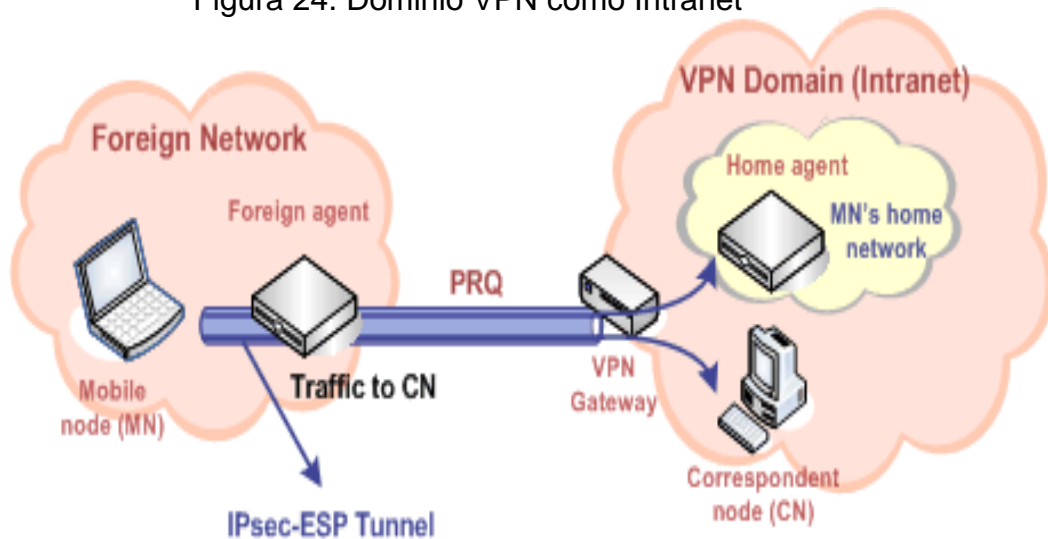 Figura 24. Dominio VPN como Intranet
VPN Domain (Intranet)
Foreign Network
Home agent
Foreign agent
MN's home
network
PRQ
Traffic to CN
VPN
Gateway
Mobile
node (MN)
Correspondent
node (CN)
IPsec-ESP Tunnel